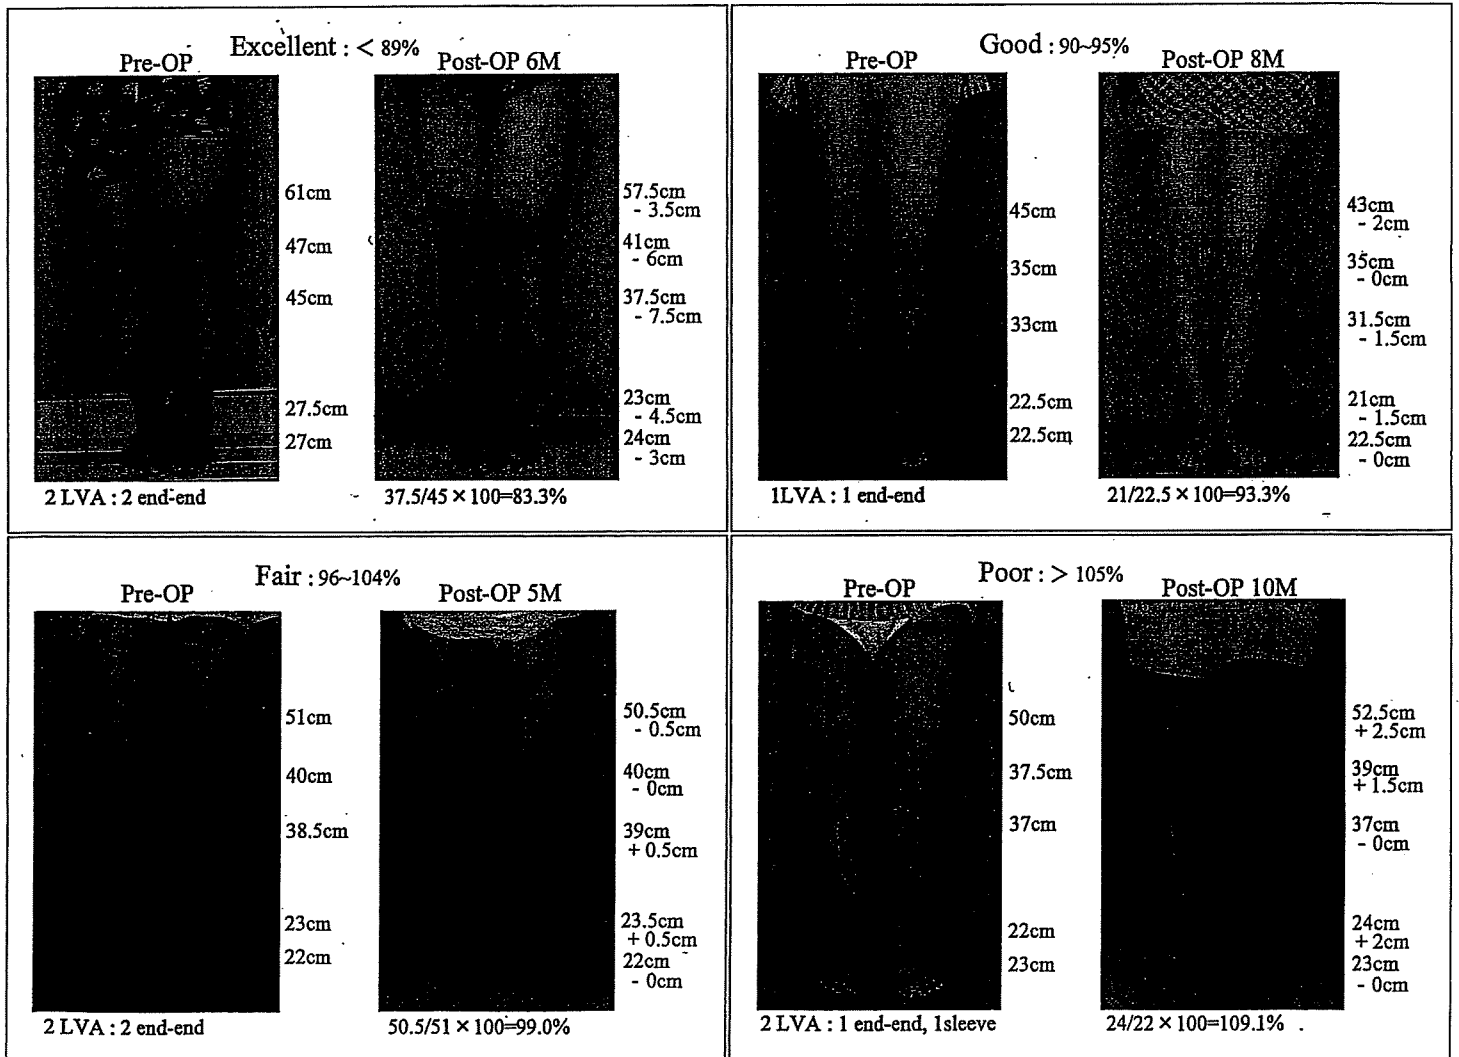 Excellent : < 89%
Pre-OP
Post-OP 6M
61cm
47cm
45cm
27.5cm
27cm
57.5cm
- 3.5cm
41cm
- 6cm
37.5cm
- 7.5cm
23cm
- 4.5cm
24cm
- 3cm
2 LVA : 2 end-end
37.5/45 × 100=83.3%
Good : 90~95%
Pre-OP
Post-OP 8M
45cm
35cm
33cm
22.5cm
22.5cm
43cm
- 2cm
35cm
- 0cm
31.5cm
- 1.5cm
21cm
- 1.5cm
22.5cm
- 0cm
1LVA : 1 end-end
21/22.5 × 100=93.3%
Fair : 96~104%
Pre-OP
Post-OP 5M
51cm
40cm
38.5cm
23cm
22cm
50.5cm
- 0.5cm
40cm
- 0cm
39cm
+ 0.5cm
23.5cm
+ 0.5cm
22cm
- 0cm
2 LVA : 2 end-end
50.5/51 × 100=99.0%
Poor : > 105%
Pre-OP
Post-OP 10M
50cm
37.5cm
37cm
22cm
23cm
52.5cm
+ 2.5cm
39cm
+ 1.5cm
37cm
- 0cm
24cm
+ 2cm
23cm
- 0cm
2 LVA : 1 end-end, 1sleeve
24/22 × 100=109.1%